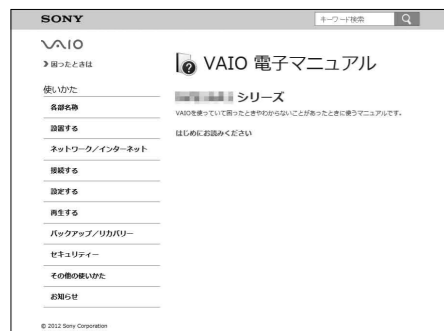 SONY
キーワード検索
VAIO
困ったときは
VAIO 電子マニュアル
使いかた
各部名称
設置する
ネットワーク／インターネット
接続する
設定する
再生する
バックアップ／リカバリー
セキュリティー
その他の使いかた
お知らせ
シリーズ
VAIOを使っていて困ったときやわからないことがあったときに使うマニュアルです。
はじめにお読みください
© 2012 Sony Corporation